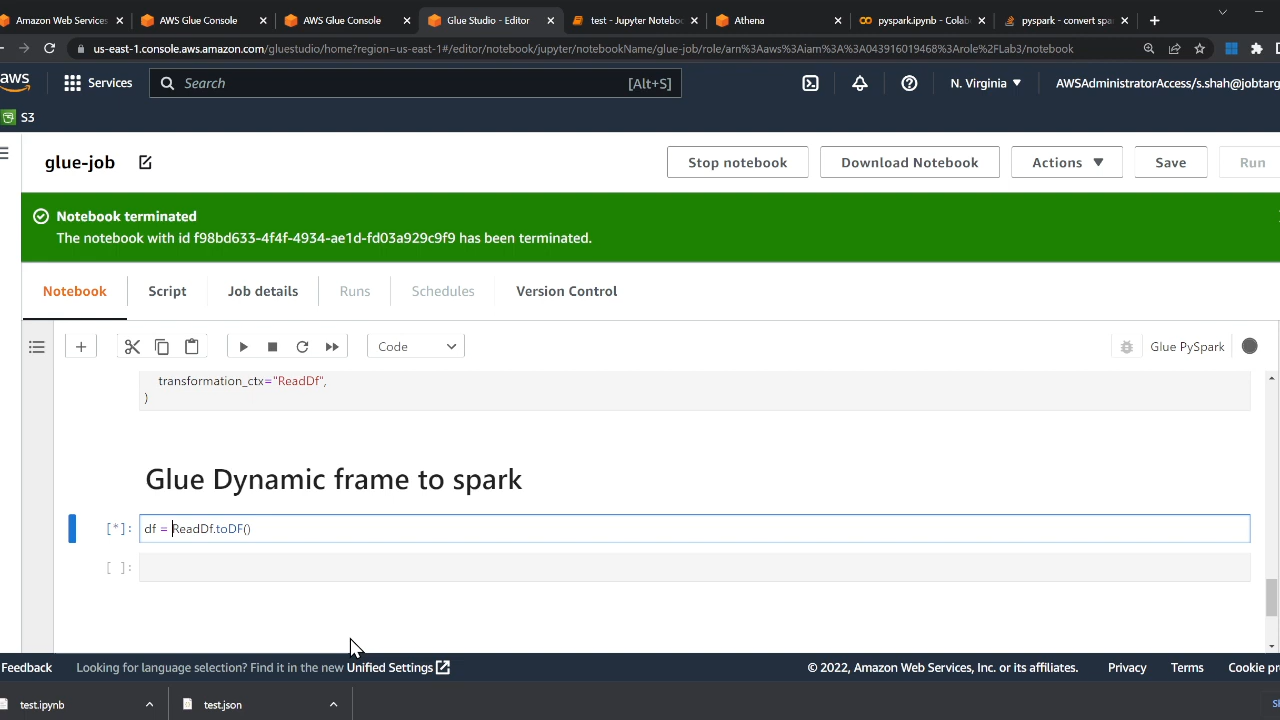 Amazon Web Services
AWS Glue Console
AWS Glue Console
Glue Studio - Editor
test - Jupyter Notebo
Athena
pyspark.ipynb - Colab
pyspark - convert spa
us-east-1.console.aws.amazon.com/gluestudio/home?region=us-east-1#/editor/notebook/jupyter/notebookName/glue-job/role/arn%3Aaws%3Aiam%3A%3A043916019468%3Arole%2FLab3/notebook
aws
Services
Search
[Alt+S]
N. Virginia
AWSAdministratorAccess/s.shah@jobtarg
S3
glue-job
Stop notebook
Download Notebook
Actions
Save
Run
Notebook terminated
The notebook with id f98bd633-4f4f-4934-ae1d-fd03a929c9f9 has been terminated.
Notebook
Script
Job details
Runs
Schedules
Version Control
Code
Glue PySpark
transformation_ctx="ReadDf",
)
Glue Dynamic frame to spark
[*]: df = ReadDf.toDF()
[ ]:
Feedback
Looking for language selection? Find it in the new Unified Settings
© 2022, Amazon Web Services, Inc. or its affiliates.
Privacy
Terms
Cookie pr
test.ipynb
test.json